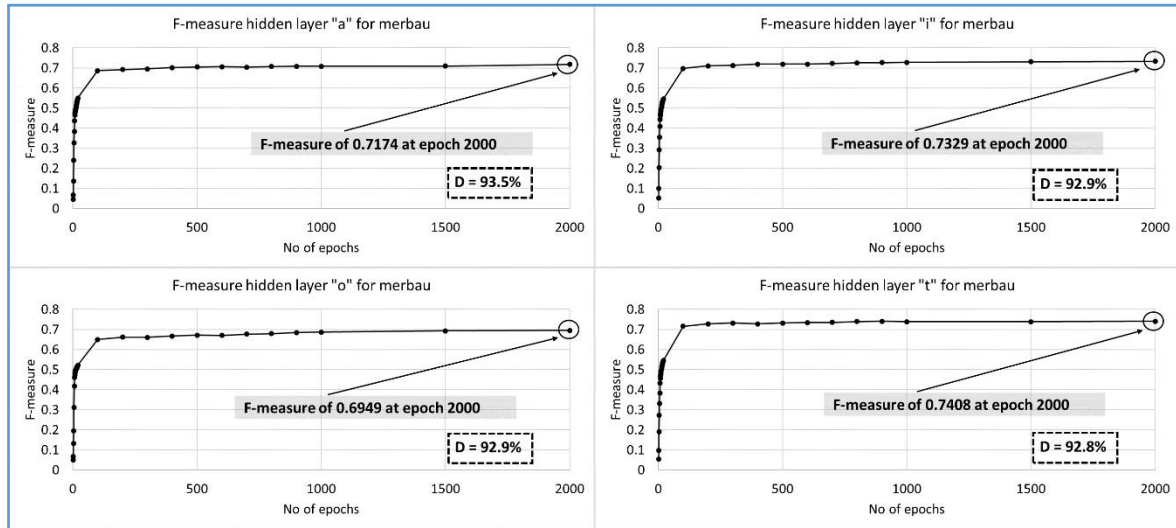 F-measure hidden layer "a" for merbau
0.8
0.7
0.6
0.5
0.4
0.3
0.2
0.1
0
F-measure
F-measure of 0.7174 at epoch 2000
D = 93.5%
0 500 1000 1500 2000
No of epochs
F-measure hidden layer "i" for merbau
0.8
0.7
0.6
0.5
0.4
0.3
0.2
0.1
0
F-measure
F-measure of 0.7329 at epoch 2000
D = 92.9%
0 500 1000 1500 2000
No of epochs
F-measure hidden layer "o" for merbau
0.8
0.7
0.6
0.5
0.4
0.3
0.2
0.1
0
F-measure
F-measure of 0.6949 at epoch 2000
D = 92.9%
0 500 1000 1500 2000
No of epochs
F-measure hidden layer "t" for merbau
0.8
0.7
0.6
0.5
0.4
0.3
0.2
0.1
0
F-measure
F-measure of 0.7408 at epoch 2000
D = 92.8%
0 500 1000 1500 2000
No of epochs